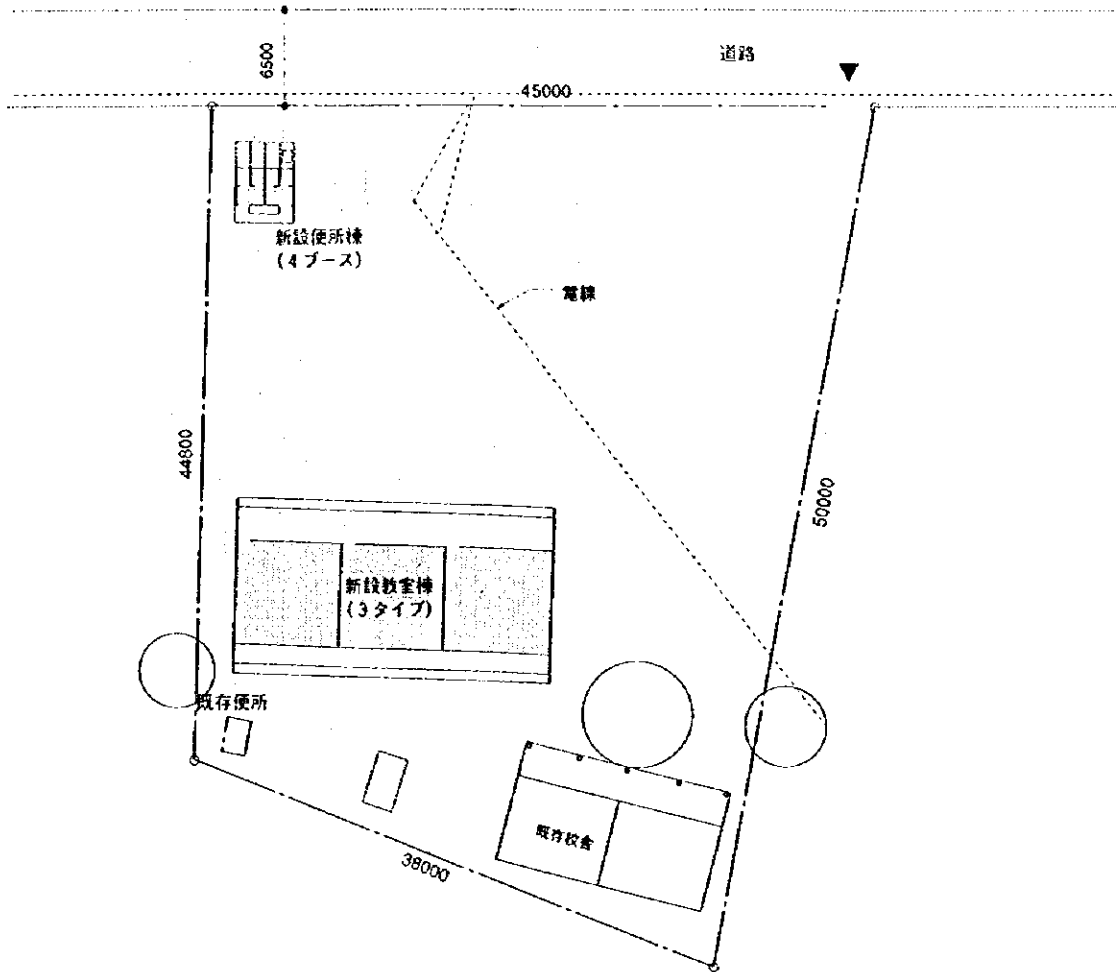 道路
6500
45000
新設便所棟
(4ブース)
電線
44800
50000
新設教室棟
(3タイプ)
既存便所
既存校舎
38000